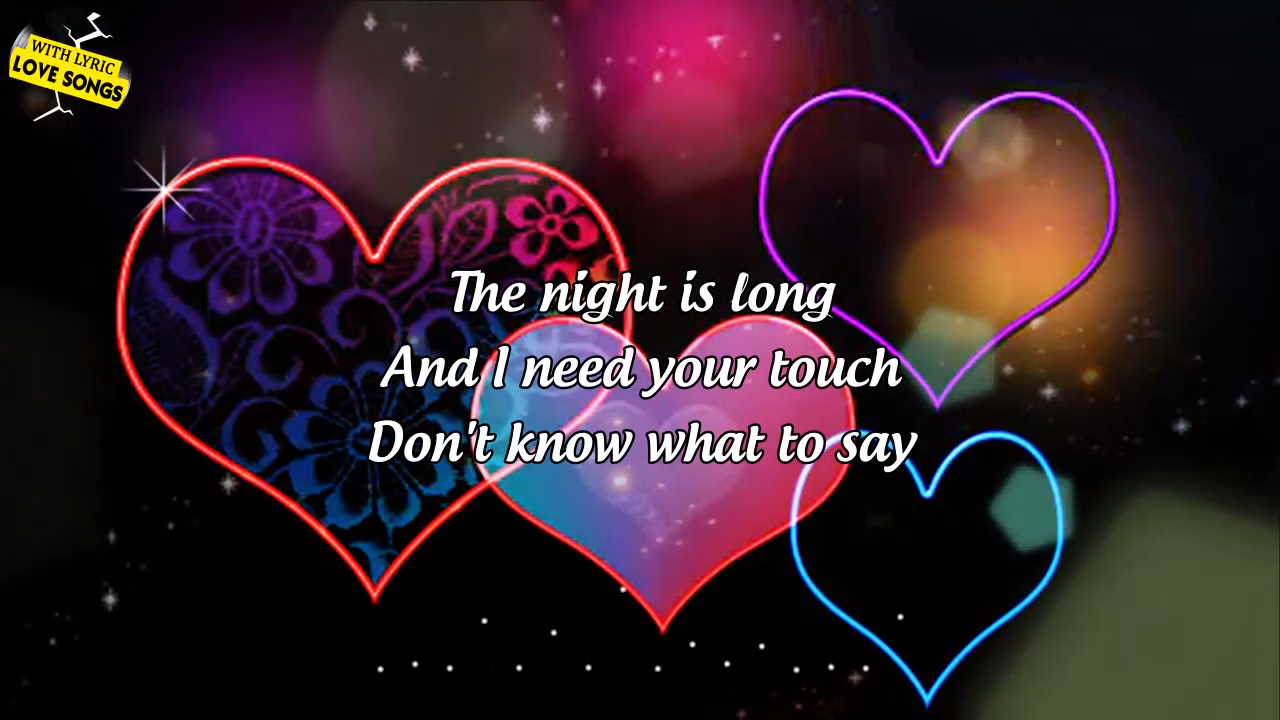 WITH LYRIC
LOVE SONGS
The night is long
And I need your touch
Don't know what to say